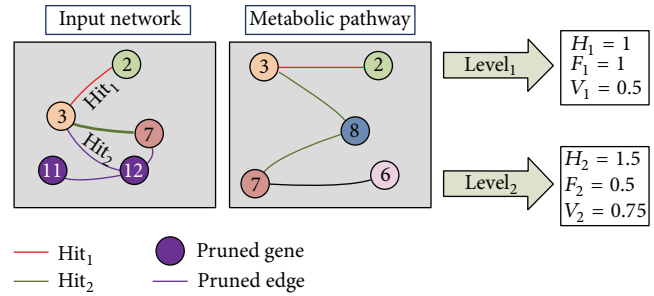 Input network
Metabolic pathway
2
3
7
11
12
Hit₁
Hit₂
3
2
8
7
6
Level₁
H₁ = 1
F₁ = 1
V₁ = 0.5
Level₂
H₂ = 1.5
F₂ = 0.5
V₂ = 0.75
Hit₁
Hit₂
Pruned gene
Pruned edge